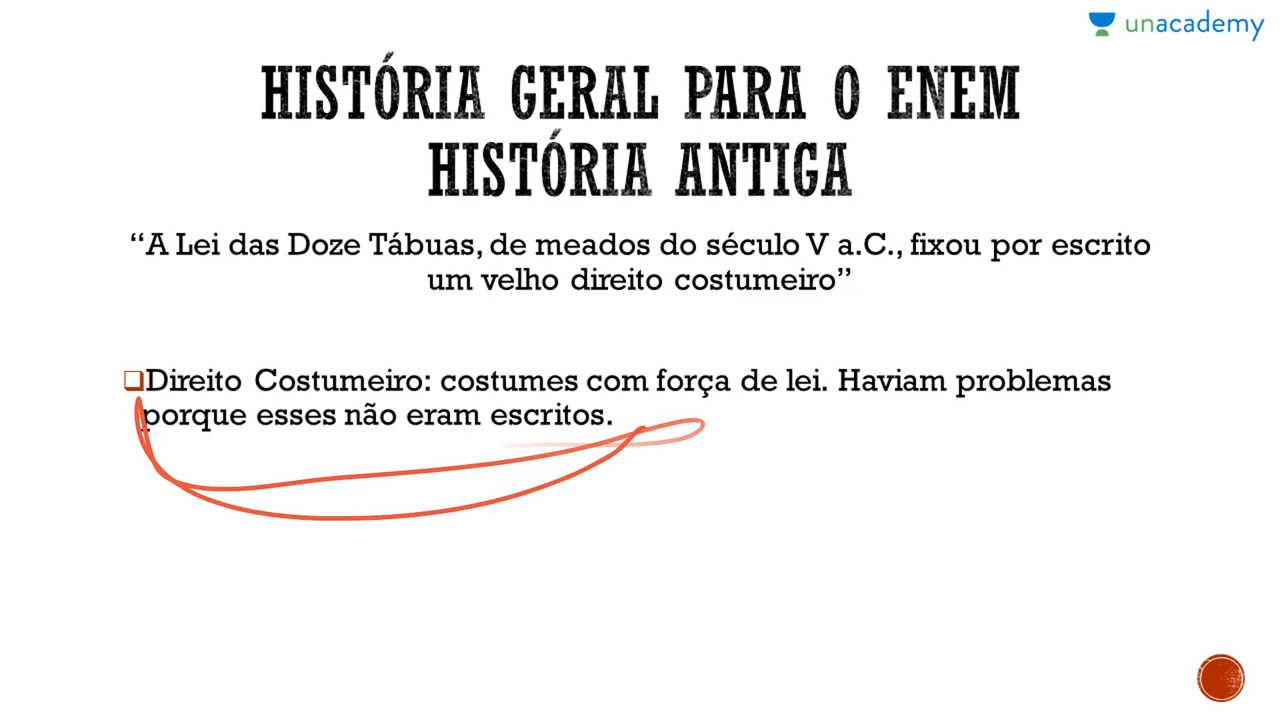 unacademy
HISTÓRIA GERAL PARA O ENEM
HISTÓRIA ANTIGA
“A Lei das Doze Tábuas, de meados do século V a.C., fixou por escrito
um velho direito costumeiro”
Direito Costumeiro: costumes com força de lei. Haviam problemas
porque esses não eram escritos.